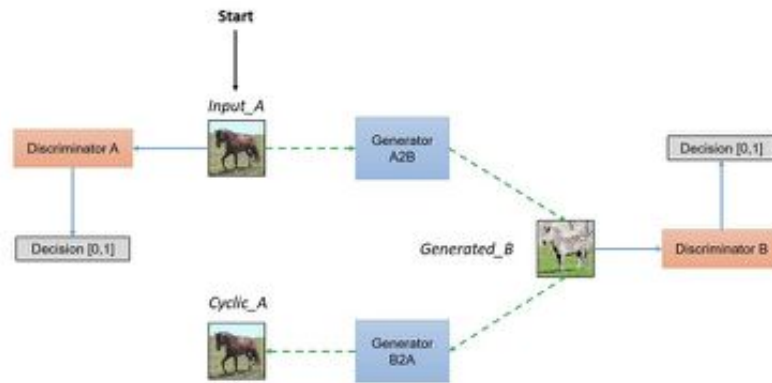 Start
Input_A
Discriminator A
Generator
A2B
Decision [0,1]
Decision [0,1]
Generated_B
Discriminator B
Cyclic_A
Generator
B2A